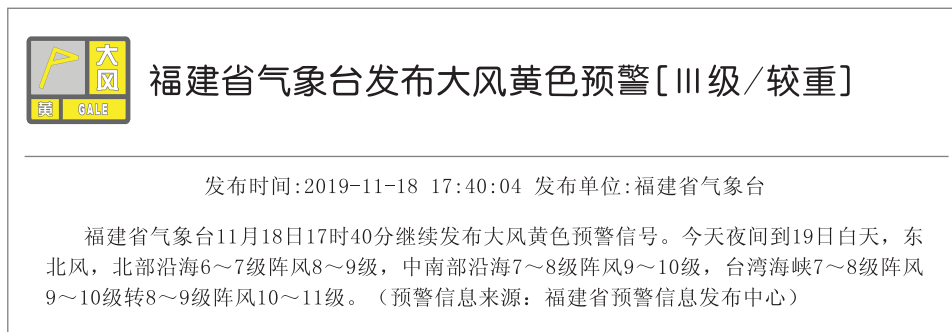 大风
黄 GALE
福建省气象台发布大风黄色预警[Ⅲ级/较重]
发布时间:2019-11-18 17:40:04 发布单位:福建省气象台
福建省气象台11月18日17时40分继续发布大风黄色预警信号。今天夜间到19日白天，东
北风，北部沿海6～7级阵风8～9级，中南部沿海7～8级阵风9～10级，台湾海峡7～8级阵风
9～10级转8～9级阵风10～11级。（预警信息来源：福建省预警信息发布中心）